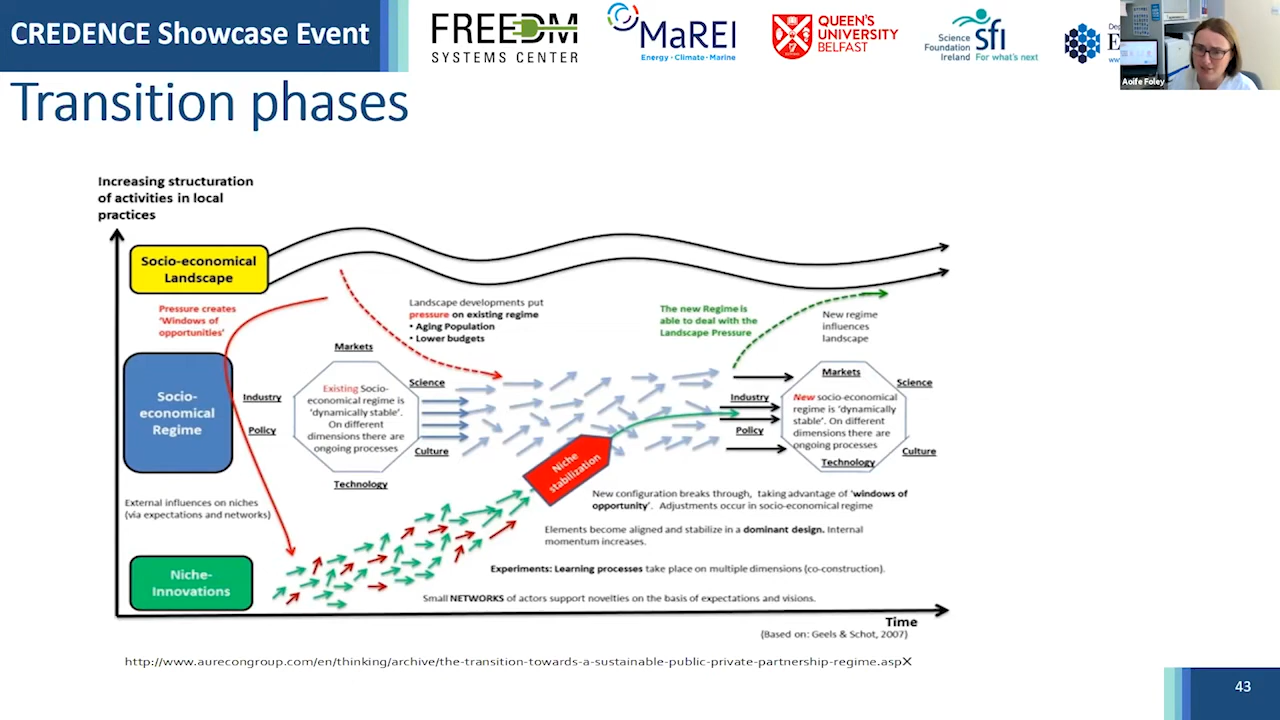 CREDENCE Showcase Event
FREEDM
SYSTEMS CENTER
MaREI
Energy • Climate • Marine
QUEEN'S
UNIVERSITY
BELFAST
Science
Foundation
Ireland
sfi
For what's next
Aoife Foley
Transition phases
Increasing structuration
of activities in local
practices
Socio-economical
Landscape
Pressure creates
'Windows of
opportunities'
Landscape developments put
pressure on existing regime
• Aging Population
• Lower budgets
The new Regime is
able to deal with the
Landscape Pressure
New regime
influences
landscape
Socio-
economical
Regime
Markets
Industry
Science
Policy
Culture
Technology
Existing Socio-
economical regime is
'dynamically stable'.
On different
dimensions there are
ongoing processes
Markets
Industry
Science
Policy
Culture
Technology
New socio-economical
regime is 'dynamically
stable'. On different
dimensions there are
ongoing processes
Niche
stabilization
External influences on niches
(via expectations and networks)
New configuration breaks through, taking advantage of 'windows of
opportunity'. Adjustments occur in socio-economical regime
Elements become aligned and stabilize in a dominant design. Internal
momentum increases.
Niche-
Innovations
Experiments: Learning processes take place on multiple dimensions (co-construction).
Small NETWORKS of actors support novelties on the basis of expectations and visions.
Time
(Based on: Geels & Schot, 2007)
http://www.aurecongroup.com/en/thinking/archive/the-transition-towards-a-sustainable-public-private-partnership-regime.aspX
43